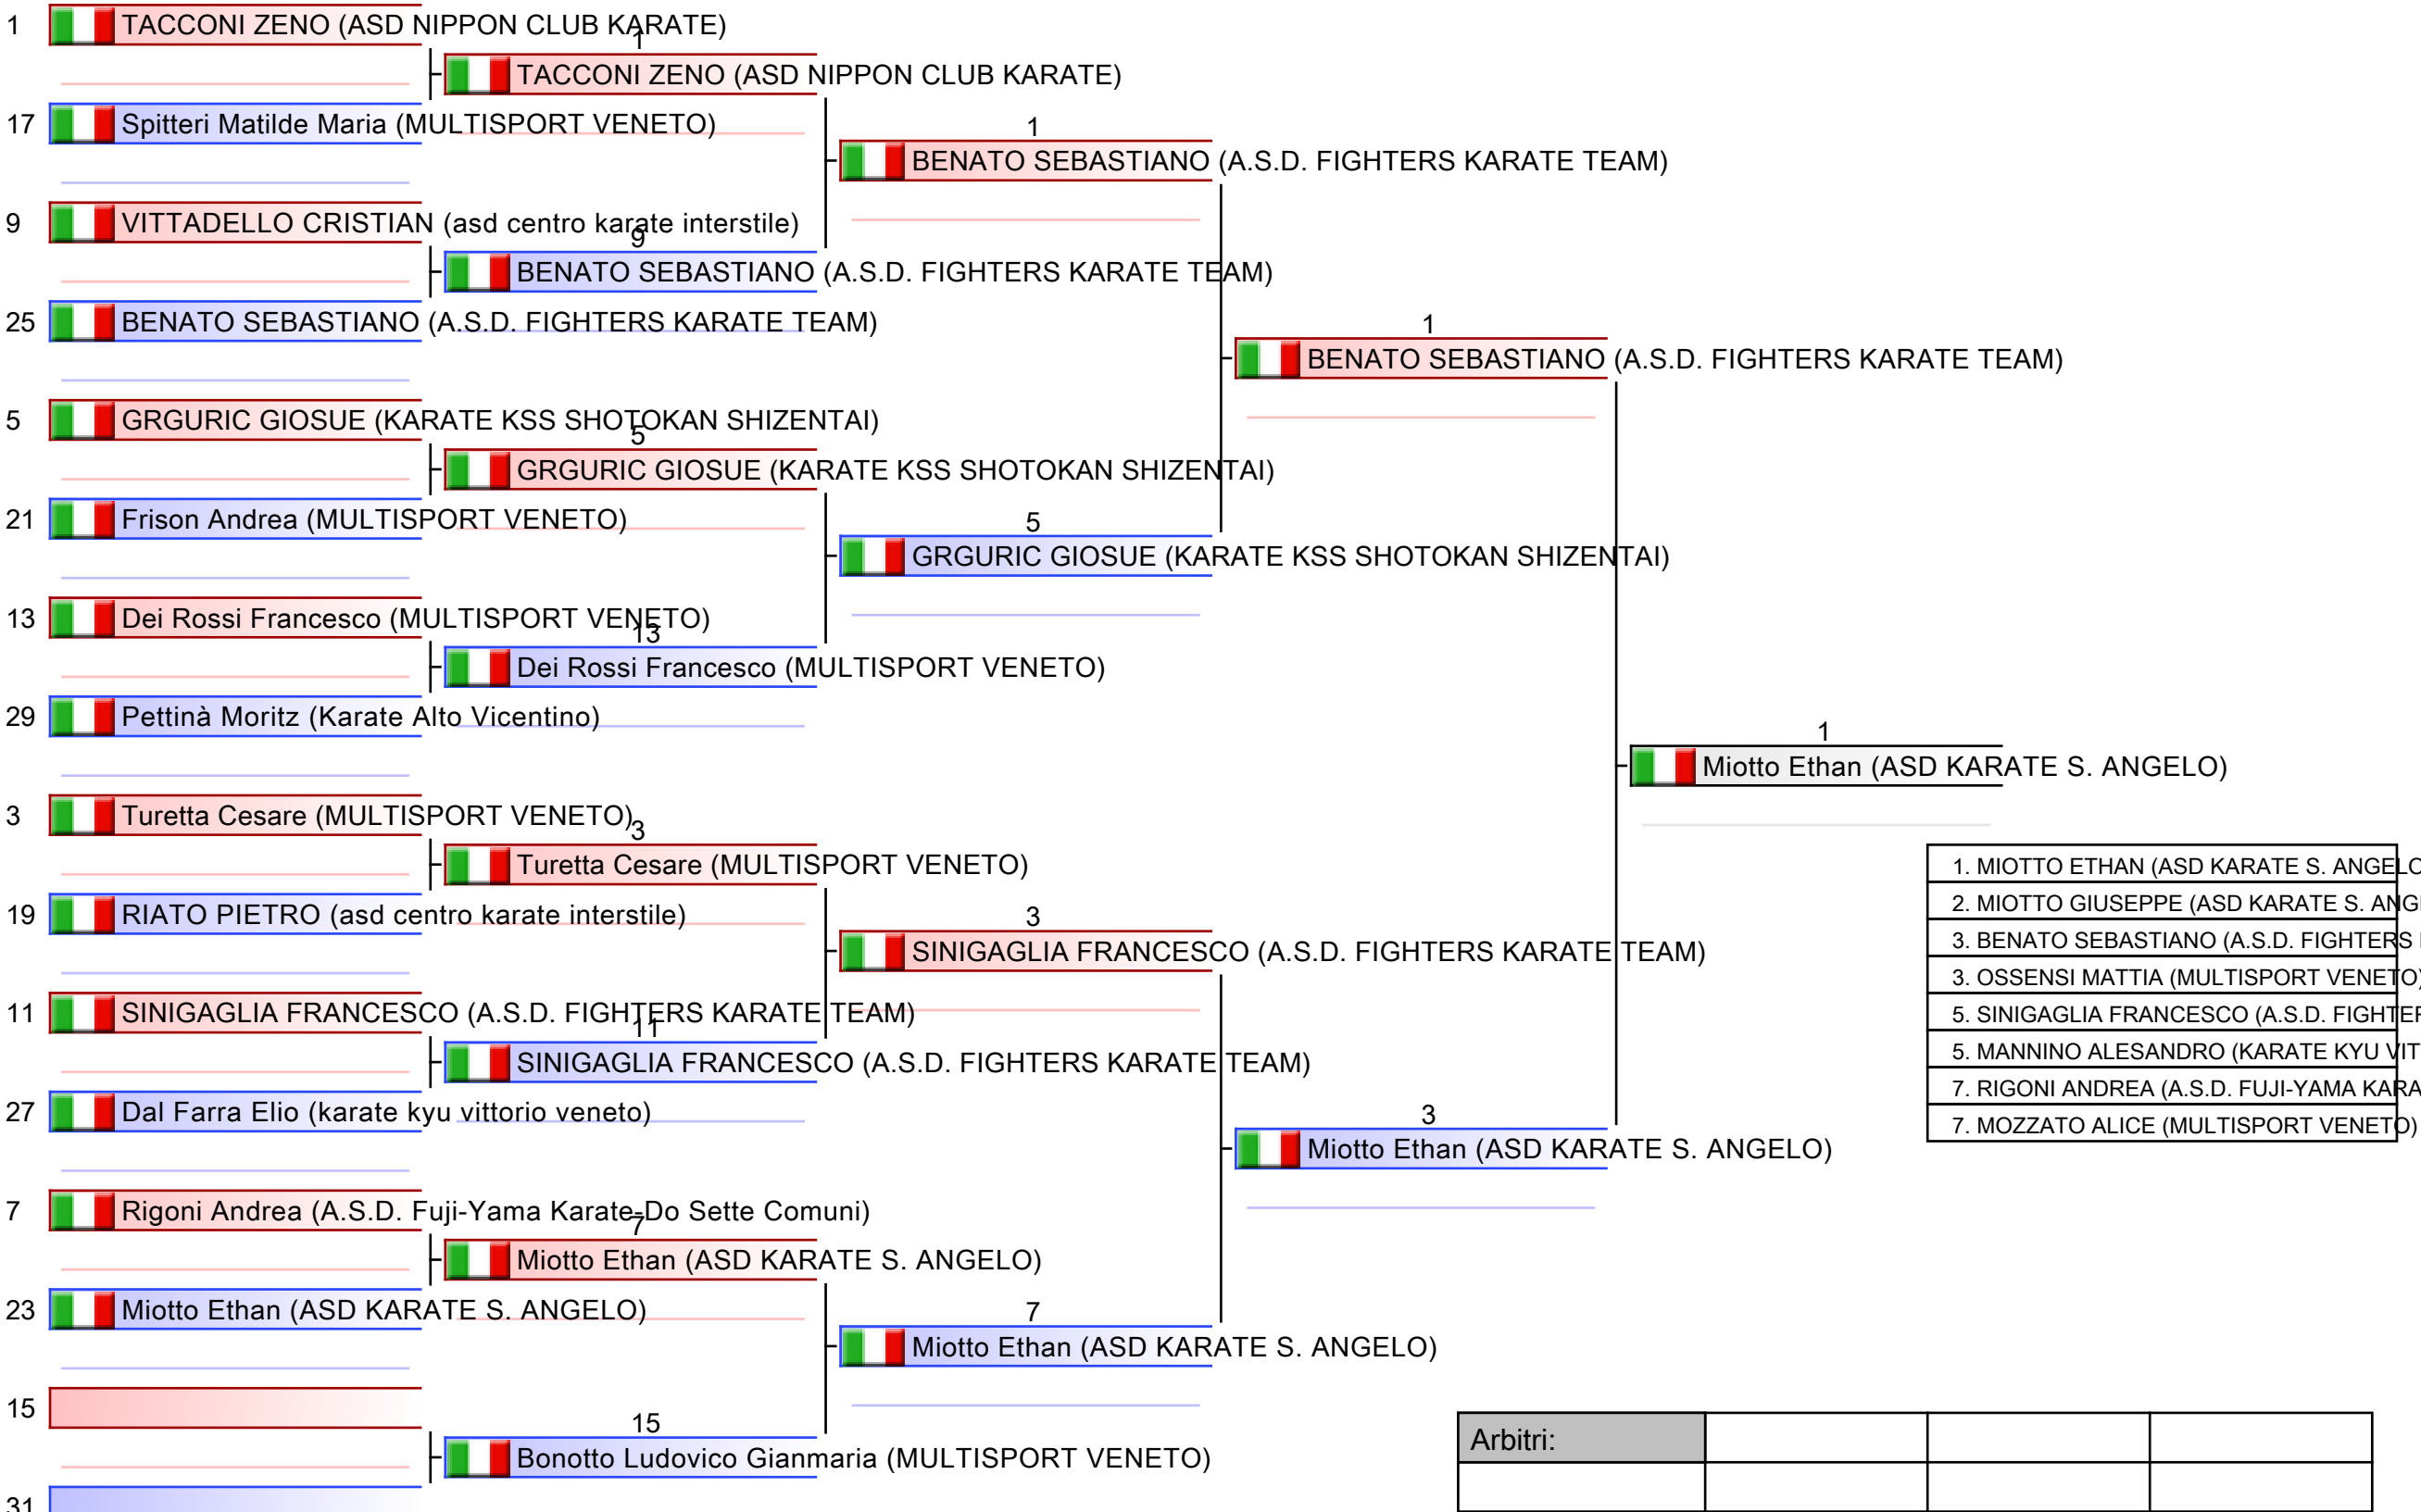 1 TACCONI ZENO (ASD NIPPON CLUB KARATE)
1
TACCONI ZENO (ASD NIPPON CLUB KARATE)
17 Spitteri Matilde Maria (MULTISPORT VENETO)
1
BENATO SEBASTIANO (A.S.D. FIGHTERS KARATE TEAM)
9 VITTADELLO CRISTIAN (asd centro karate interstile)
9
BENATO SEBASTIANO (A.S.D. FIGHTERS KARATE TEAM)
25 BENATO SEBASTIANO (A.S.D. FIGHTERS KARATE TEAM)
1
BENATO SEBASTIANO (A.S.D. FIGHTERS KARATE TEAM)
5 GRGURIC GIOSUE (KARATE KSS SHOTOKAN SHIZENTAI)
5
GRGURIC GIOSUE (KARATE KSS SHOTOKAN SHIZENTAI)
21 Frison Andrea (MULTISPORT VENETO)
5
GRGURIC GIOSUE (KARATE KSS SHOTOKAN SHIZENTAI)
13 Dei Rossi Francesco (MULTISPORT VENETO)
13
Dei Rossi Francesco (MULTISPORT VENETO)
29 Pettinà Moritz (Karate Alto Vicentino)
1
Miotto Ethan (ASD KARATE S. ANGELO)
3 Turetta Cesare (MULTISPORT VENETO)
3
Turetta Cesare (MULTISPORT VENETO)
19 RIATO PIETRO (asd centro karate interstile)
3
SINIGAGLIA FRANCESCO (A.S.D. FIGHTERS KARATE TEAM)
11 SINIGAGLIA FRANCESCO (A.S.D. FIGHTERS KARATE TEAM)
11
SINIGAGLIA FRANCESCO (A.S.D. FIGHTERS KARATE TEAM)
27 Dal Farra Elio (karate kyu vittorio veneto)
3
Miotto Ethan (ASD KARATE S. ANGELO)
7 Rigoni Andrea (A.S.D. Fuji-Yama Karate-Do Sette Comuni)
7
Miotto Ethan (ASD KARATE S. ANGELO)
23 Miotto Ethan (ASD KARATE S. ANGELO)
7
Miotto Ethan (ASD KARATE S. ANGELO)
15
15
Bonotto Ludovico Gianmaria (MULTISPORT VENETO)
31
1. MIOTTO ETHAN (ASD KARATE S. ANGELO
2. MIOTTO GIUSEPPE (ASD KARATE S.
3. BENATO SEBASTIANO (A.S.D. FIGHTERS
3. OSSENSI MATTIA (MULTISPORT VENETO)
5. SINIGAGLIA FRANCESCO (A.S.D.
5. MANNINO ALESANDRO (KARATE KYU
7. RIGONI ANDREA (A.S.D. FUJI-YAMA
7. MOZZATO ALICE (MULTISPORT VENETO)
Arbitri: